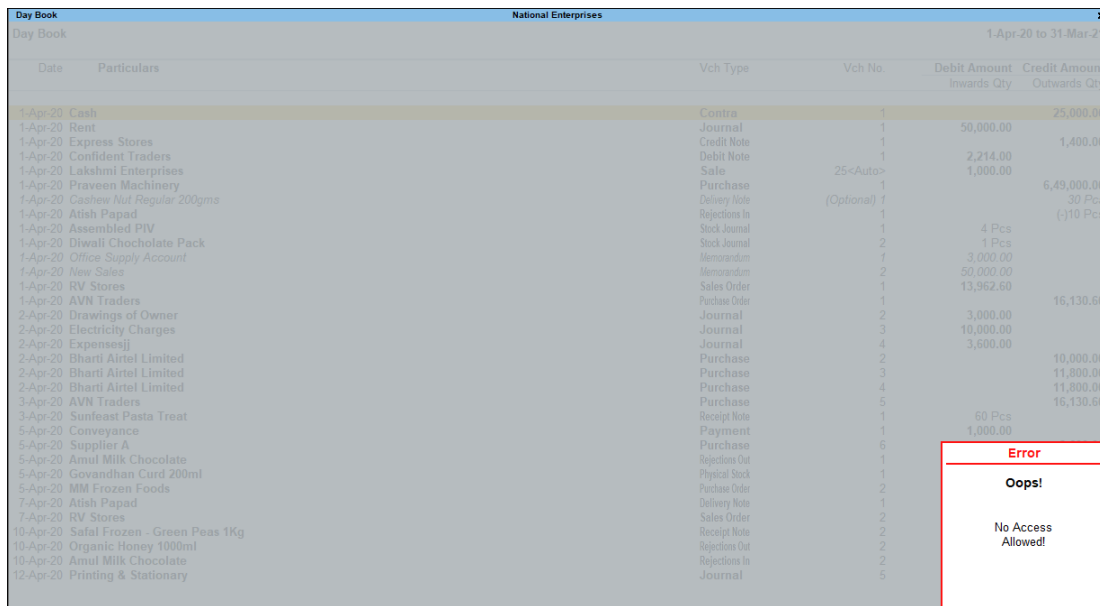 Day Book National Enterprises
Day Book 1-Apr-20 to 31-Mar-2
Date Particulars Vch Type Vch No. Debit Amount Credit Amoun
Inwards Qty Outwards Qty
1-Apr-20 Cash Contra 1 25,000.0
1-Apr-20 Rent Journal 1 50,000.00
1-Apr-20 Express Stores Credit Note 1 1,400.0
1-Apr-20 Confident Traders Debit Note 1 2,214.00
1-Apr-20 Lakshmi Enterprises Sale 25<Auto> 1,000.00
1-Apr-20 Praveen Machinery Purchase 1 6,49,000.0
1-Apr-20 Cashew Nut Regular 200gms Delivery Note (Optional) 1 30 Pc
1-Apr-20 Atish Papad Rejections In 1 (-)10 Pc
1-Apr-20 Assembled PIV Stock Journal 1 4 Pcs
1-Apr-20 Diwali Chocholate Pack Stock Journal 2 1 Pcs
1-Apr-20 Office Supply Account Memorandum 1 3,000.00
1-Apr-20 New Sales Memorandum 2 50,000.00
1-Apr-20 RV Stores Sales Order 1 13,962.60
1-Apr-20 AVN Traders Purchase Order 1 16,130.6
2-Apr-20 Drawings of Owner Journal 2 3,000.00
2-Apr-20 Electricity Charges Journal 3 10,000.00
2-Apr-20 Expensesjj Journal 4 3,600.00
2-Apr-20 Bharti Airtel Limited Purchase 2 10,000.0
2-Apr-20 Bharti Airtel Limited Purchase 3 11,800.0
2-Apr-20 Bharti Airtel Limited Purchase 4 11,800.0
3-Apr-20 AVN Traders Purchase 5 16,130.6
3-Apr-20 Sunfeast Pasta Treat Receipt Note 1 60 Pcs
5-Apr-20 Conveyance Payment 1 1,000.00
5-Apr-20 Supplier A Purchase 6
5-Apr-20 Amul Milk Chocolate Rejections Out 1
5-Apr-20 Govandhan Curd 200ml Physical Stock 1
5-Apr-20 MM Frozen Foods Purchase Order 2
7-Apr-20 Atish Papad Delivery Note 1
7-Apr-20 RV Stores Sales Order 2
10-Apr-20 Safal Frozen - Green Peas 1Kg Receipt Note 2
10-Apr-20 Organic Honey 1000ml Rejections Out 2
10-Apr-20 Amul Milk Chocolate Rejections In 2
12-Apr-20 Printing & Stationary Journal 5
Error
Oops!
No Access
Allowed!